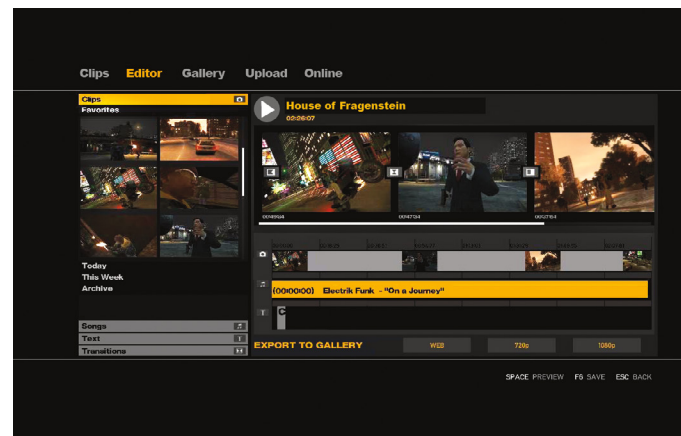 Clips Editor Gallery Upload Online
Clips
Favorites
Today
This Week
Archive
Songs
Text
Transitions
House of Fragenstein
00:26:07
{00:00:00} Electrik Funk - "On a Journey"
T
C
EXPORT TO GALLERY WEB 720p 1080p
SPACE PREVIEW F6 SAVE ESC BACK